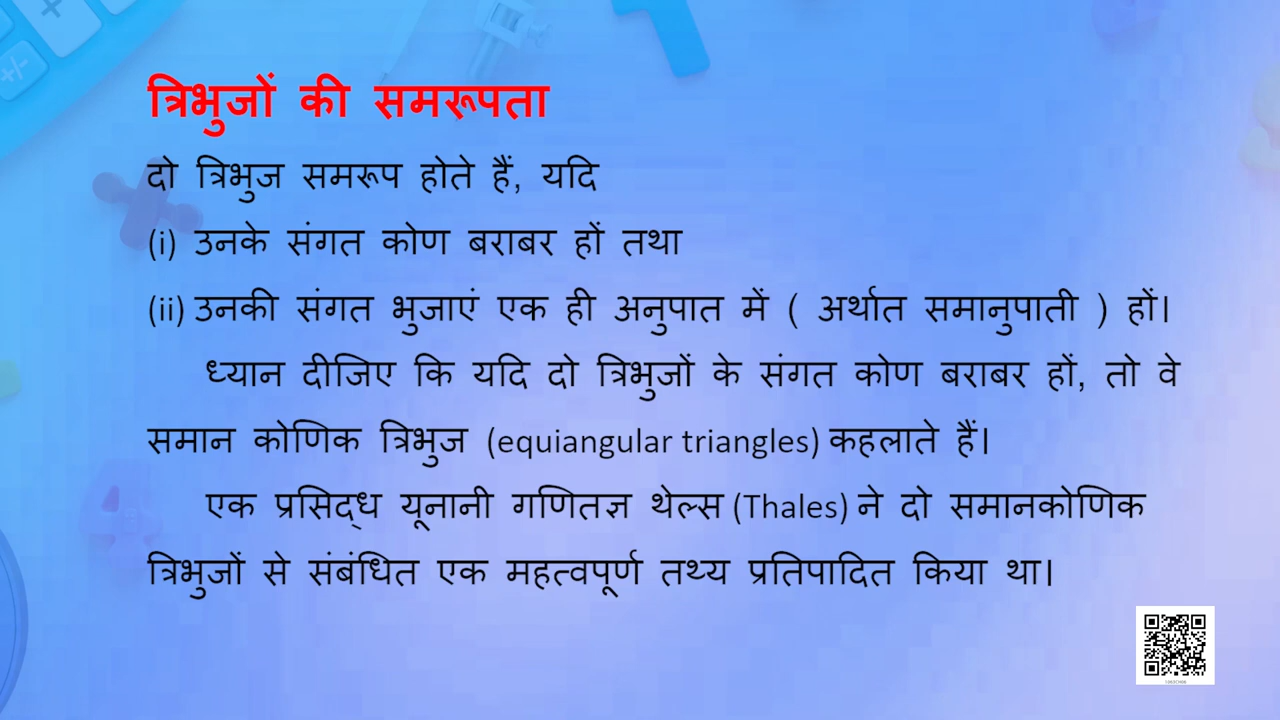 त्रिभुजों की समरूपता
दो त्रिभुज समरूप होते हैं, यदि
(i) उनके संगत कोण बराबर हों तथा
(ii) उनकी संगत भुजाएं एक ही अनुपात में ( अर्थात समानुपाती ) हों।
ध्यान दीजिए कि यदि दो त्रिभुजों के संगत कोण बराबर हों, तो वे
समान कोणिक त्रिभुज (equiangular triangles) कहलाते हैं।
एक प्रसिद्ध यूनानी गणितज्ञ थेल्स (Thales) ने दो समानकोणिक
त्रिभुजों से संबंधित एक महत्वपूर्ण तथ्य प्रतिपादित किया था।